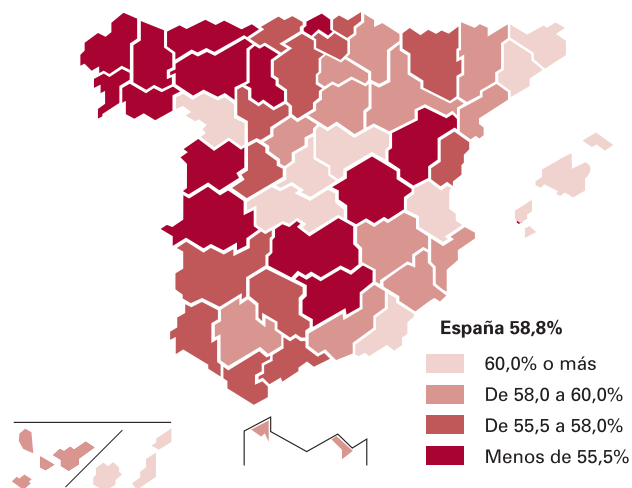 España 58,8%
60,0% o más
De 58,0 a 60,0%
De 55,5 a 58,0%
Menos de 55,5%